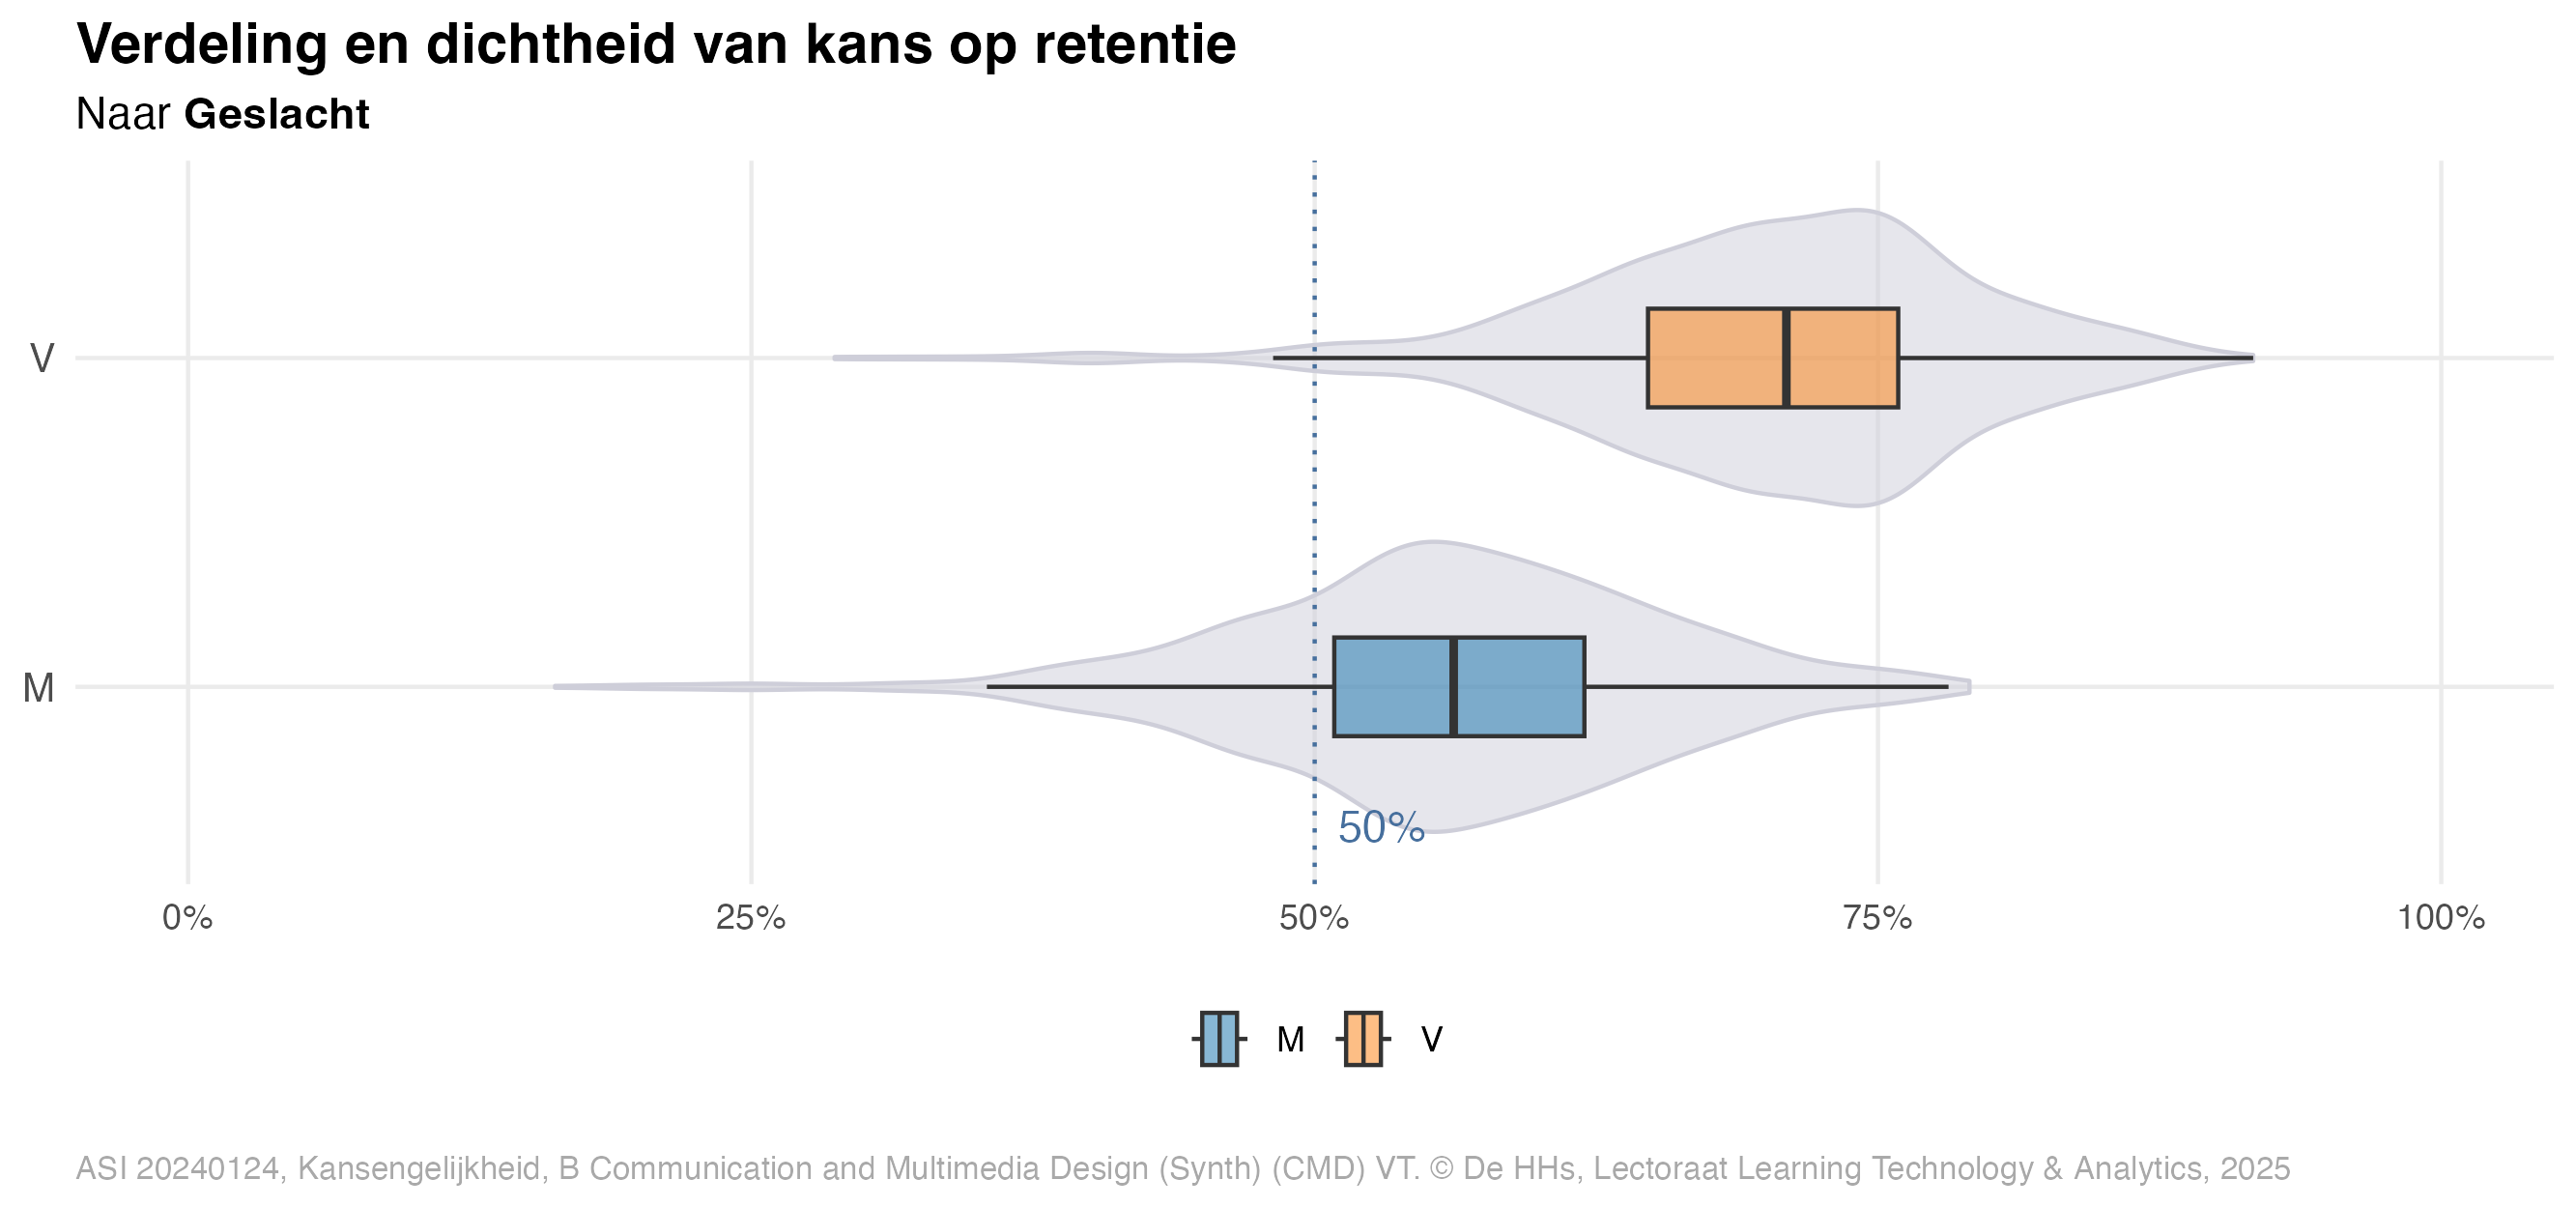 Verdeling en dichtheid van kans op retentie
Naar Geslacht
V
M
50%
0% 25% 50% 75% 100%
M V
ASI 20240124, Kansengelijkheid, B Communication and Multimedia Design (Synth) (CMD) VT. © De HHs, Lectoraat Learning Technology & Analytics, 2025